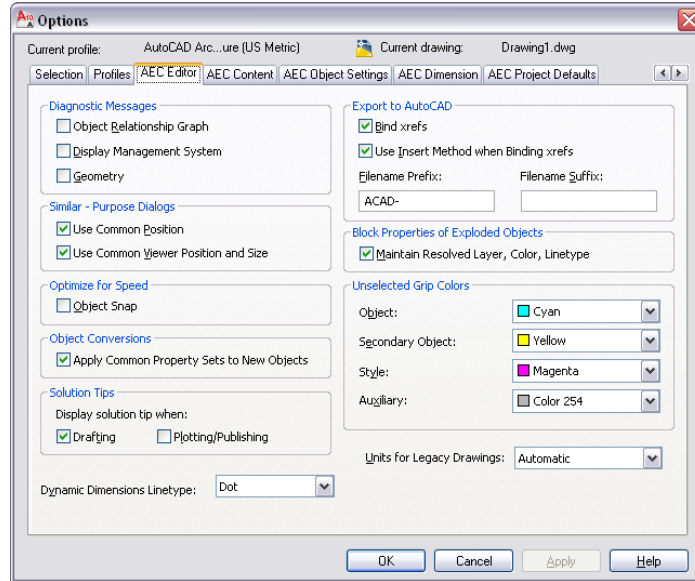 Options
Current profile: AutoCAD Arc...ure (US Metric) Current drawing: Drawing1.dwg
Selection Profiles AEC Editor AEC Content AEC Object Settings AEC Dimension AEC Project Defaults
Diagnostic Messages
Object Relationship Graph
Display Management System
Geometry
Similar - Purpose Dialogs
Use Common Position
Use Common Viewer Position and Size
Optimize for Speed
Object Snap
Object Conversions
Apply Common Property Sets to New Objects
Solution Tips
Display solution tip when:
Drafting Plotting/Publishing
Dynamic Dimensions Linetype: Dot
Export to AutoCAD
Bind xrefs
Use Insert Method when Binding xrefs
Filename Prefix: Filename Suffix:
ACAD-
Block Properties of Exploded Objects
Maintain Resolved Layer, Color, Linetype
Unselected Grip Colors
Object: Cyan
Secondary Object: Yellow
Style: Magenta
Auxiliary: Color 254
Units for Legacy Drawings: Automatic
OK Cancel Apply Help